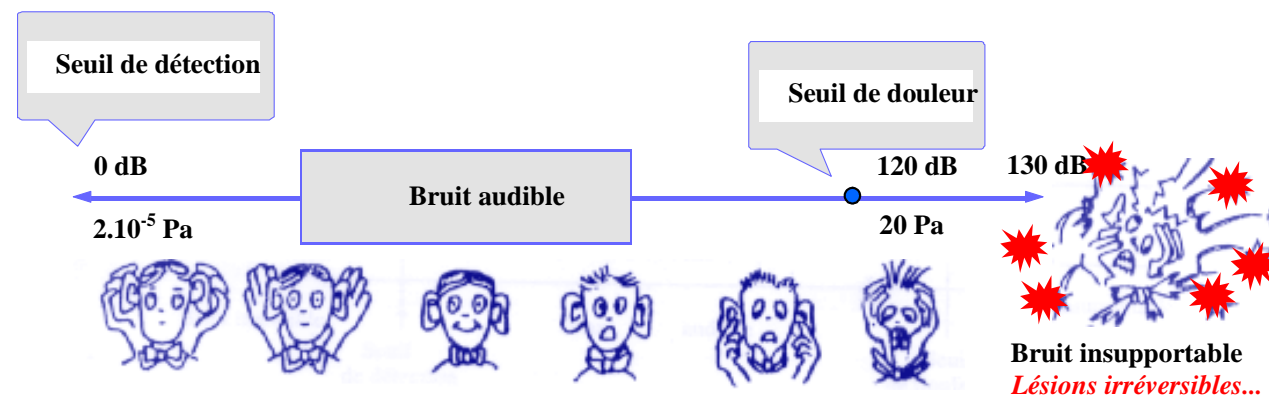 Seuil de détection
Seuil de douleur
0 dB
120 dB
130 dB
Bruit audible
2.10⁻⁵ Pa
20 Pa
Bruit insupportable
Lésions irréversibles...